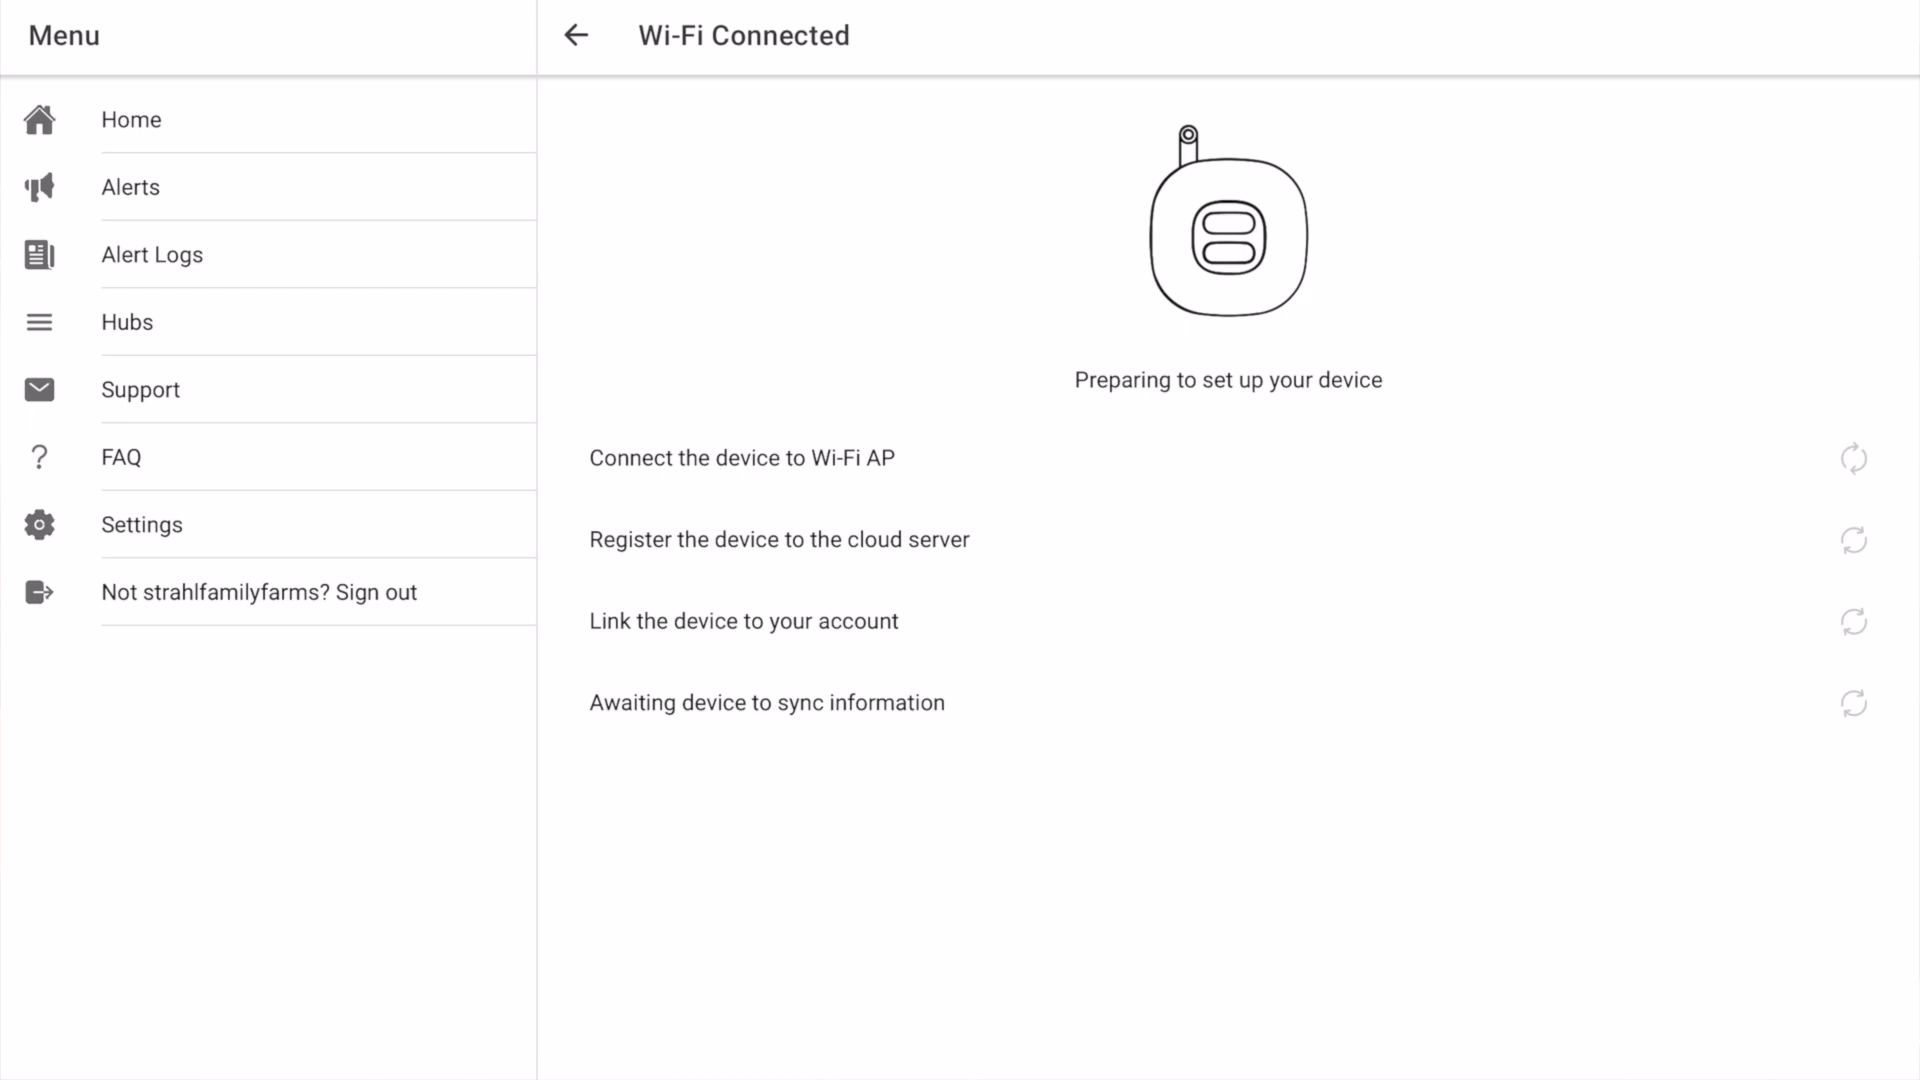 Menu
Wi-Fi Connected
Home
Alerts
Alert Logs
Hubs
Support
FAQ
Settings
Not strahlfamilyfarms? Sign out
Preparing to set up your device
Connect the device to Wi-Fi AP
Register the device to the cloud server
Link the device to your account
Awaiting device to sync information